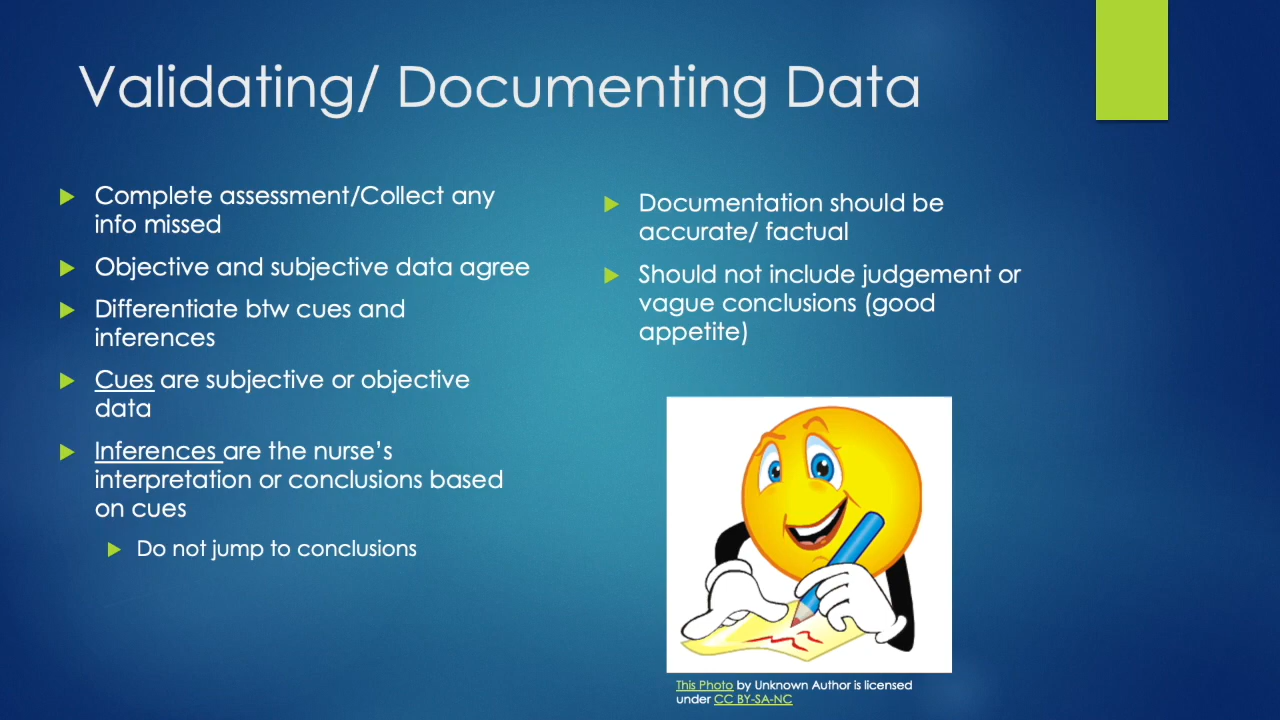 Validating/ Documenting Data
Complete assessment/Collect any
info missed
Objective and subjective data agree
Differentiate btw cues and
inferences
Cues are subjective or objective
data
Inferences are the nurse's
interpretation or conclusions based
on cues
Do not jump to conclusions
Documentation should be
accurate/ factual
Should not include judgement or
vague conclusions (good
appetite)
This Photo by Unknown Author is licensed
under CC BY-SA-NC